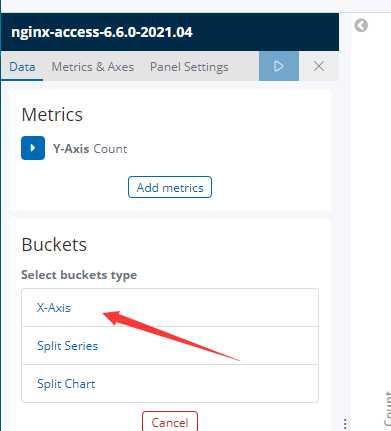 nginx-access-6.6.0-2021.04
Data Metrics & Axes Panel Settings
Metrics
Y-Axis Count
Add metrics
Buckets
Select buckets type
X-Axis
Split Series
Split Chart
Cancel
Count